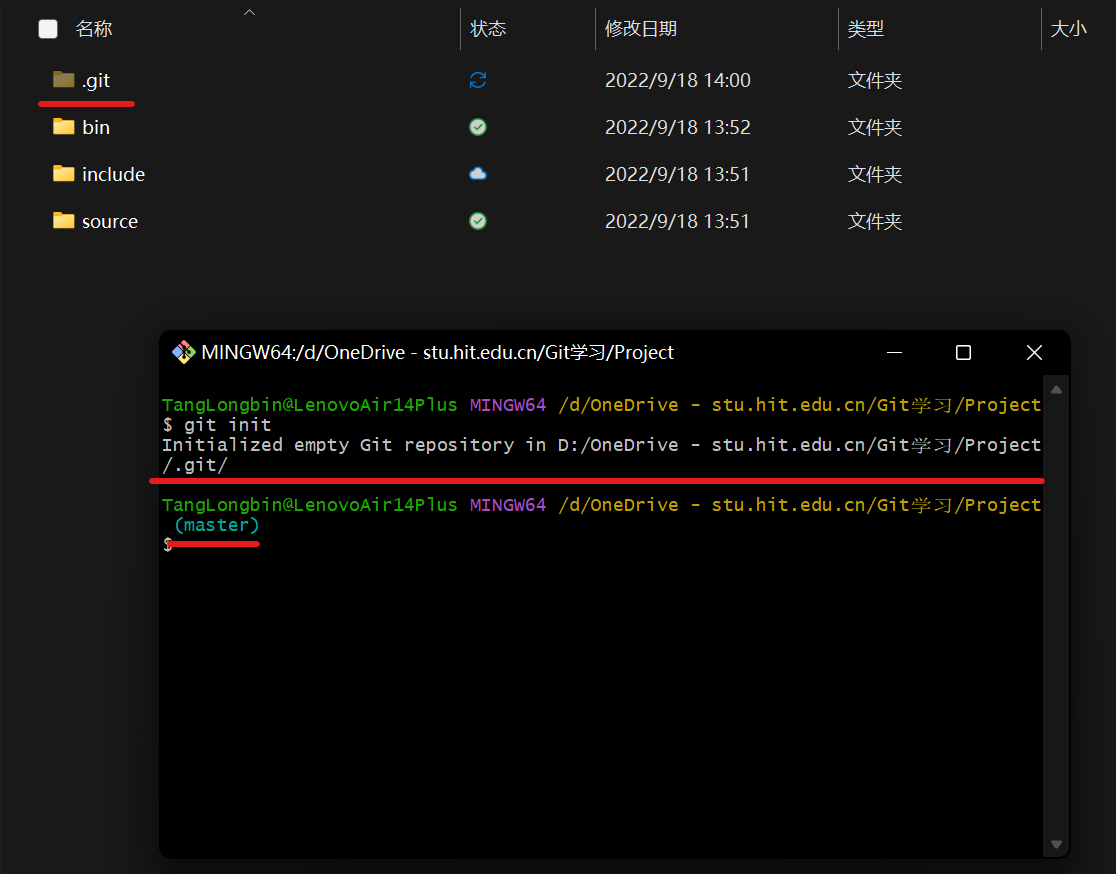 名称 状态 修改日期 类型 大小
.git 2022/9/18 14:00 文件夹
bin 2022/9/18 13:52 文件夹
include 2022/9/18 13:51 文件夹
source 2022/9/18 13:51 文件夹
MINGW64:/d/OneDrive - stu.hit.edu.cn/Git学习/Project
TangLongbin@LenovoAir14Plus MINGW64 /d/OneDrive - stu.hit.edu.cn/Git学习/Project
$ git init
Initialized empty Git repository in D:/OneDrive - stu.hit.edu.cn/Git学习/Project
/.git/
TangLongbin@LenovoAir14Plus MINGW64 /d/OneDrive - stu.hit.edu.cn/Git学习/Project
(master)
$